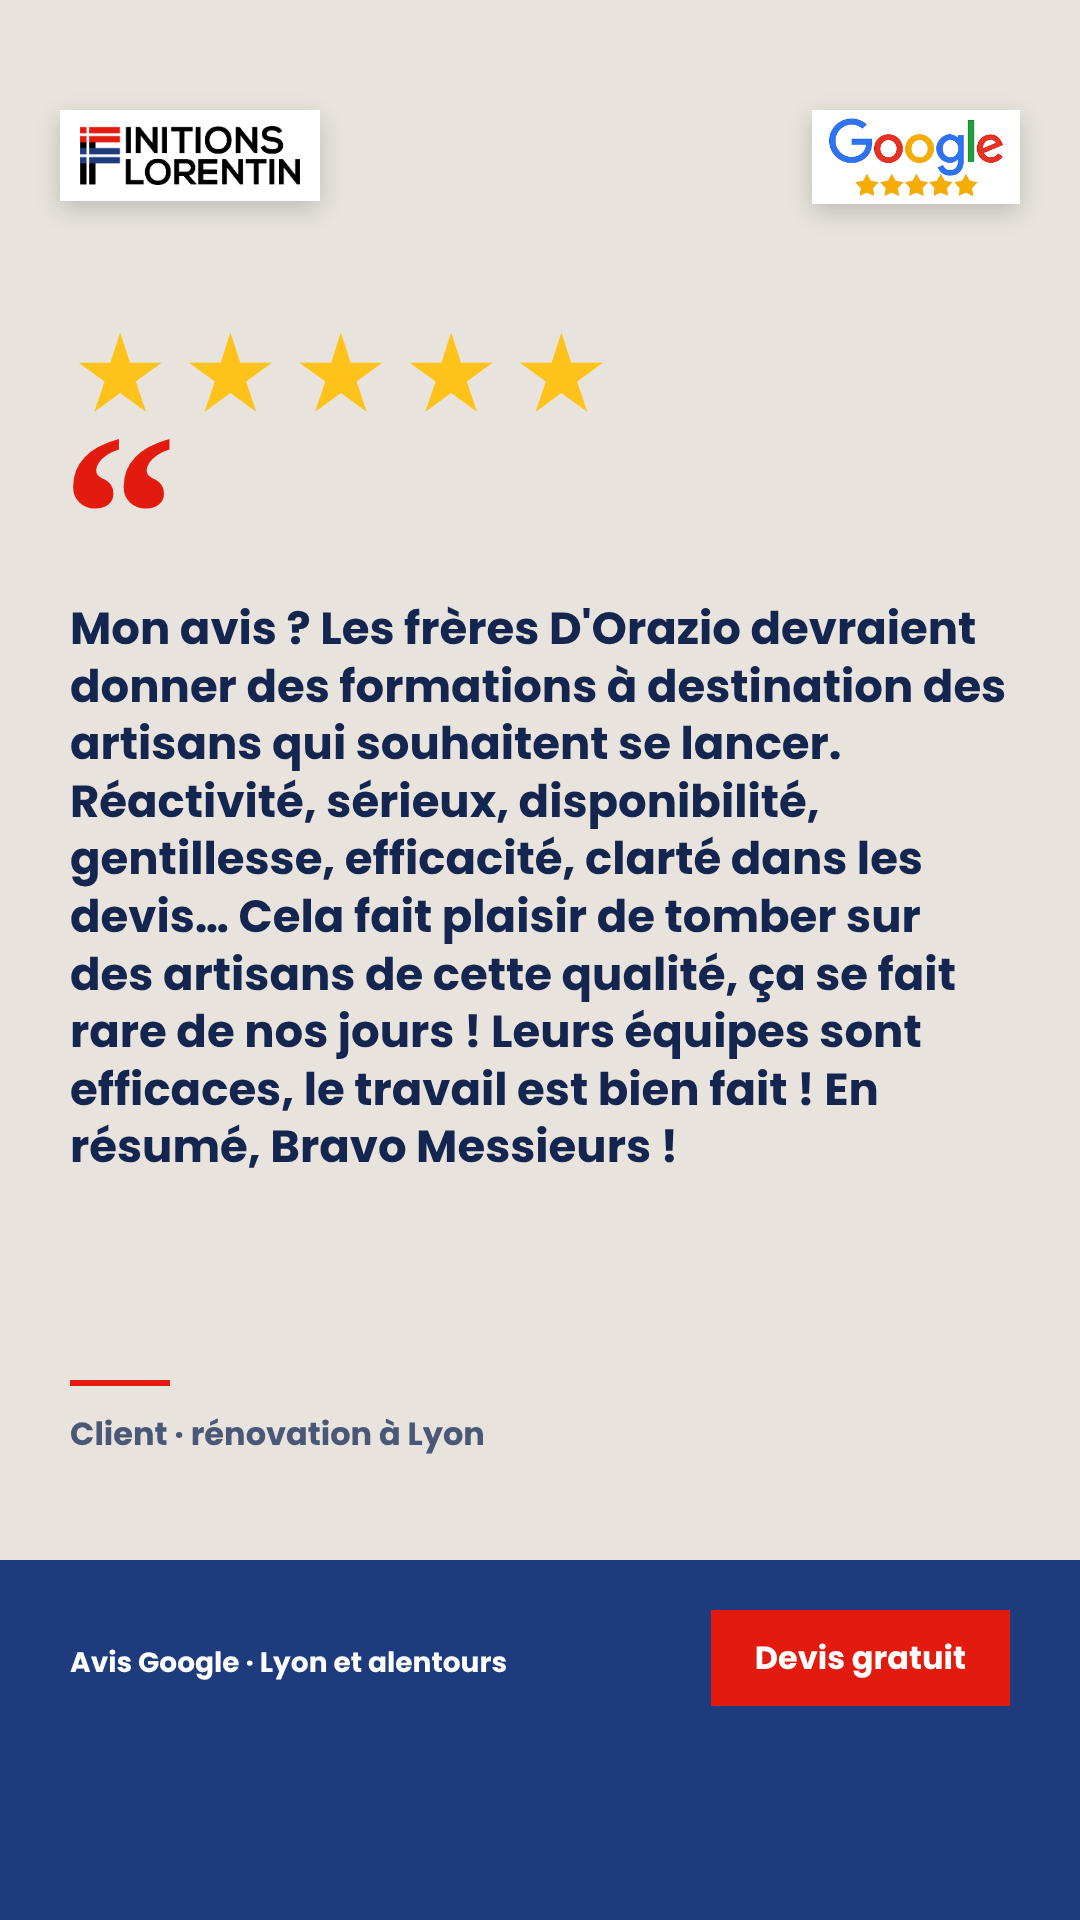 FINITIONS
FLORENTIN
Google
“
Mon avis ? Les frères D'Orazio devraient
donner des formations à destination des
artisans qui souhaitent se lancer.
Réactivité, sérieux, disponibilité,
gentillesse, efficacité, clarté dans les
devis... Cela fait plaisir de tomber sur
des artisans de cette qualité, ça se fait
rare de nos jours ! Leurs équipes sont
efficaces, le travail est bien fait ! En
résumé, Bravo Messieurs !
Client · rénovation à Lyon
Avis Google · Lyon et alentours
Devis gratuit